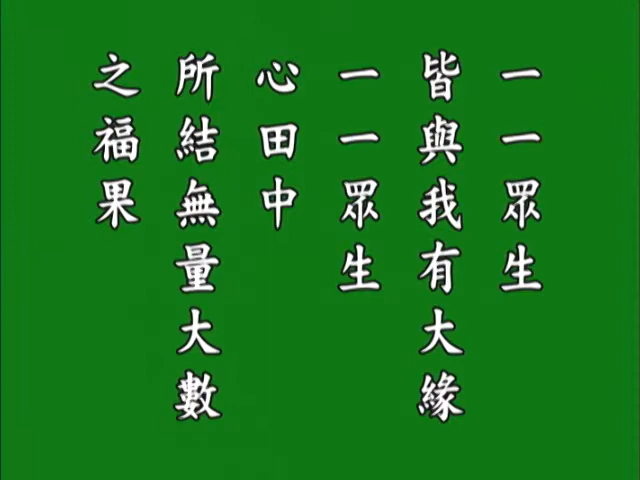 一一眾生
皆與我有大緣
一一眾生
心田中
所結無量大數
之福果